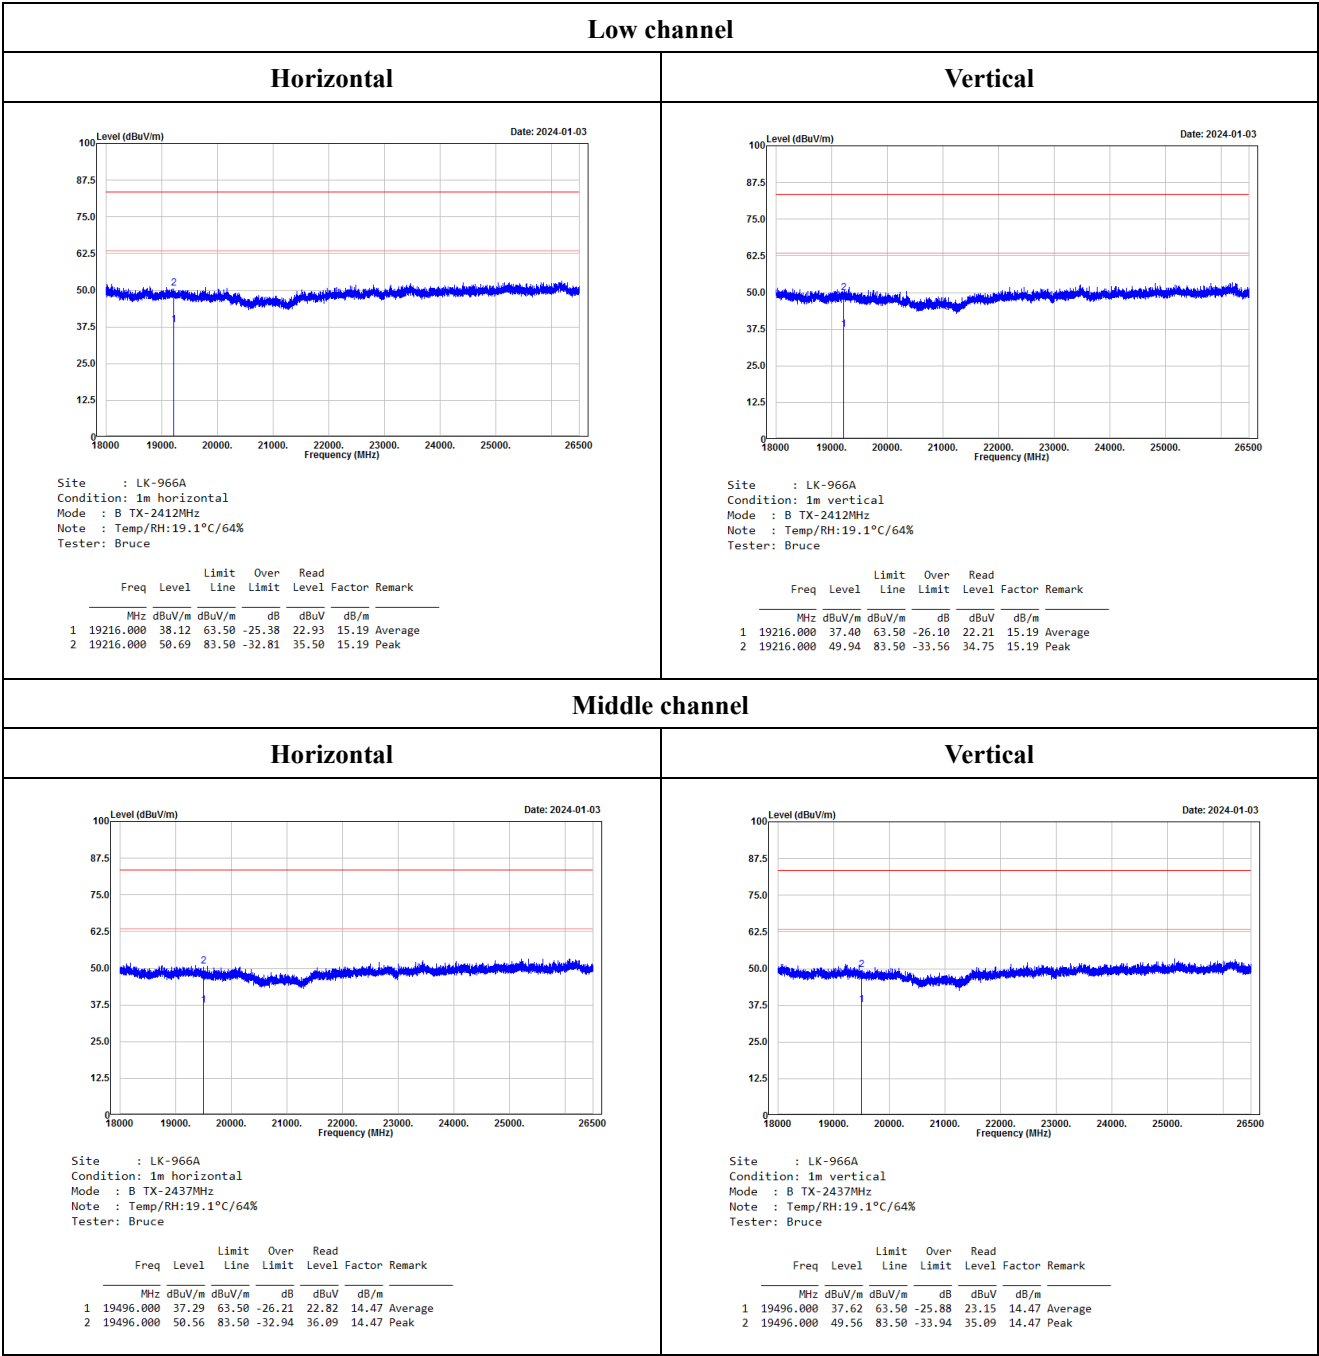 Low channel
Horizontal Vertical
Level (dBuV/m) Date: 2024-01-03
100
87.5
75.0
62.5
50.0
37.5
25.0
12.5
0
2
1
18000 19000. 20000. 21000. 22000. 23000. 24000. 25000. 26500
Frequency (MHz)
Site : LK-966A
Condition: 1m horizontal
Mode : B TX-2412MHz
Note : Temp/RH:19.1°C/64%
Tester: Bruce
Limit Over Read
Freq Level Line Limit Level Factor Remark
MHz dBuV/m dBuV/m dB dBuV dB/m
1 19216.000 38.12 63.50 -25.38 22.93 15.19 Average
2 19216.000 50.69 83.50 -32.81 35.50 15.19 Peak
Level (dBuV/m) Date: 2024-01-03
100
87.5
75.0
62.5
50.0
37.5
25.0
12.5
0
2
1
18000 19000. 20000. 21000. 22000. 23000. 24000. 25000. 26500
Frequency (MHz)
Site : LK-966A
Condition: 1m vertical
Mode : B TX-2412MHz
Note : Temp/RH:19.1°C/64%
Tester: Bruce
Limit Over Read
Freq Level Line Limit Level Factor Remark
MHz dBuV/m dBuV/m dB dBuV dB/m
1 19216.000 37.40 63.50 -26.10 22.21 15.19 Average
2 19216.000 49.94 83.50 -33.56 34.75 15.19 Peak
Middle channel
Horizontal Vertical
Level (dBuV/m) Date: 2024-01-03
100
87.5
75.0
62.5
50.0
37.5
25.0
12.5
0
2
1
18000 19000. 20000. 21000. 22000. 23000. 24000. 25000. 26500
Frequency (MHz)
Site : LK-966A
Condition: 1m horizontal
Mode : B TX-2437MHz
Note : Temp/RH:19.1°C/64%
Tester: Bruce
Limit Over Read
Freq Level Line Limit Level Factor Remark
MHz dBuV/m dBuV/m dB dBuV dB/m
1 19496.000 37.29 63.50 -26.21 22.82 14.47 Average
2 19496.000 50.56 83.50 -32.94 36.09 14.47 Peak
Level (dBuV/m) Date: 2024-01-03
100
87.5
75.0
62.5
50.0
37.5
25.0
12.5
0
2
1
18000 19000. 20000. 21000. 22000. 23000. 24000. 25000. 26500
Frequency (MHz)
Site : LK-966A
Condition: 1m vertical
Mode : B TX-2437MHz
Note : Temp/RH:19.1°C/64%
Tester: Bruce
Limit Over Read
Freq Level Line Limit Level Factor Remark
MHz dBuV/m dBuV/m dB dBuV dB/m
1 19496.000 37.62 63.50 -25.88 23.15 14.47 Average
2 19496.000 49.56 83.50 -33.94 35.09 14.47 Peak